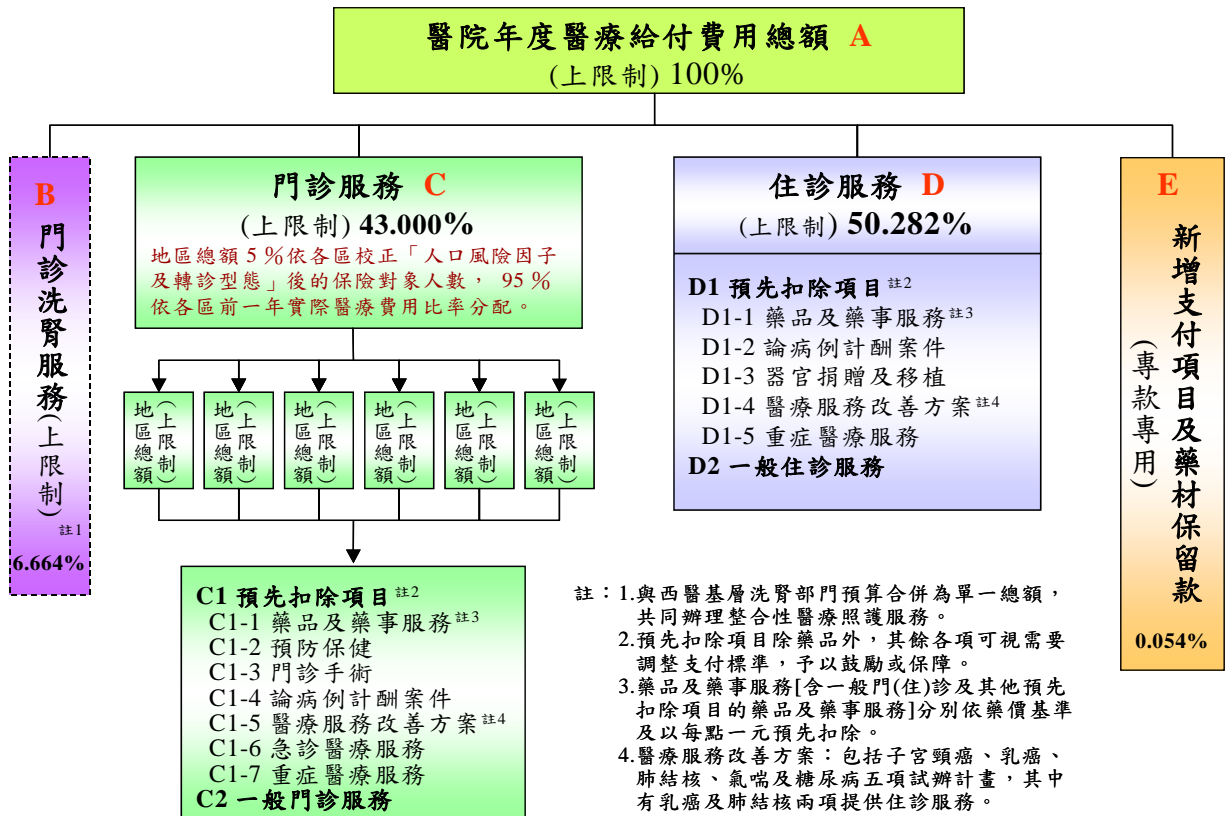 醫院年度醫療給付費用總額 A
(上限制) 100%
B
門診洗腎服務(上限制)註1
6.664%
門診服務 C
(上限制) 43.000%
地區總額 5 %依各區校正「人口風險因子
及轉診型態」後的保險對象人數， 95 %
依各區前一年實際醫療費用比率分配。
地區總額(上限制)
地區總額(上限制)
地區總額(上限制)
地區總額(上限制)
地區總額(上限制)
地區總額(上限制)
C1 預先扣除項目註2
C1-1 藥品及藥事服務註3
C1-2 預防保健
C1-3 門診手術
C1-4 論病例計酬案件
C1-5 醫療服務改善方案註4
C1-6 急診醫療服務
C1-7 重症醫療服務
C2 一般門診服務
住診服務 D
(上限制) 50.282%
D1 預先扣除項目註2
D1-1 藥品及藥事服務註3
D1-2 論病例計酬案件
D1-3 器官捐贈及移植
D1-4 醫療服務改善方案註4
D1-5 重症醫療服務
D2 一般住診服務
E
新增支付項目及藥材保留款
(專款專用)
0.054%
註：1.與西醫基層洗腎部門預算合併為單一總額，
共同辦理整合性醫療照護服務。
2.預先扣除項目除藥品外，其餘各項可視需要
調整支付標準，予以鼓勵或保障。
3.藥品及藥事服務[含一般門(住)診及其他預先
扣除項目的藥品及藥事服務]分別依藥價基準
及以每點一元預先扣除。
4.醫療服務改善方案：包括子宮頸癌、乳癌、
肺結核、氣喘及糖尿病五項試辦計畫，其中
有乳癌及肺結核兩項提供住診服務。